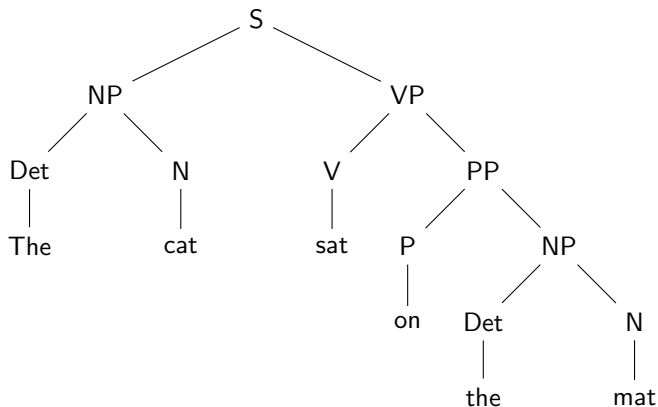 S
NP VP
Det N V PP
The cat sat P NP
on Det N
the mat